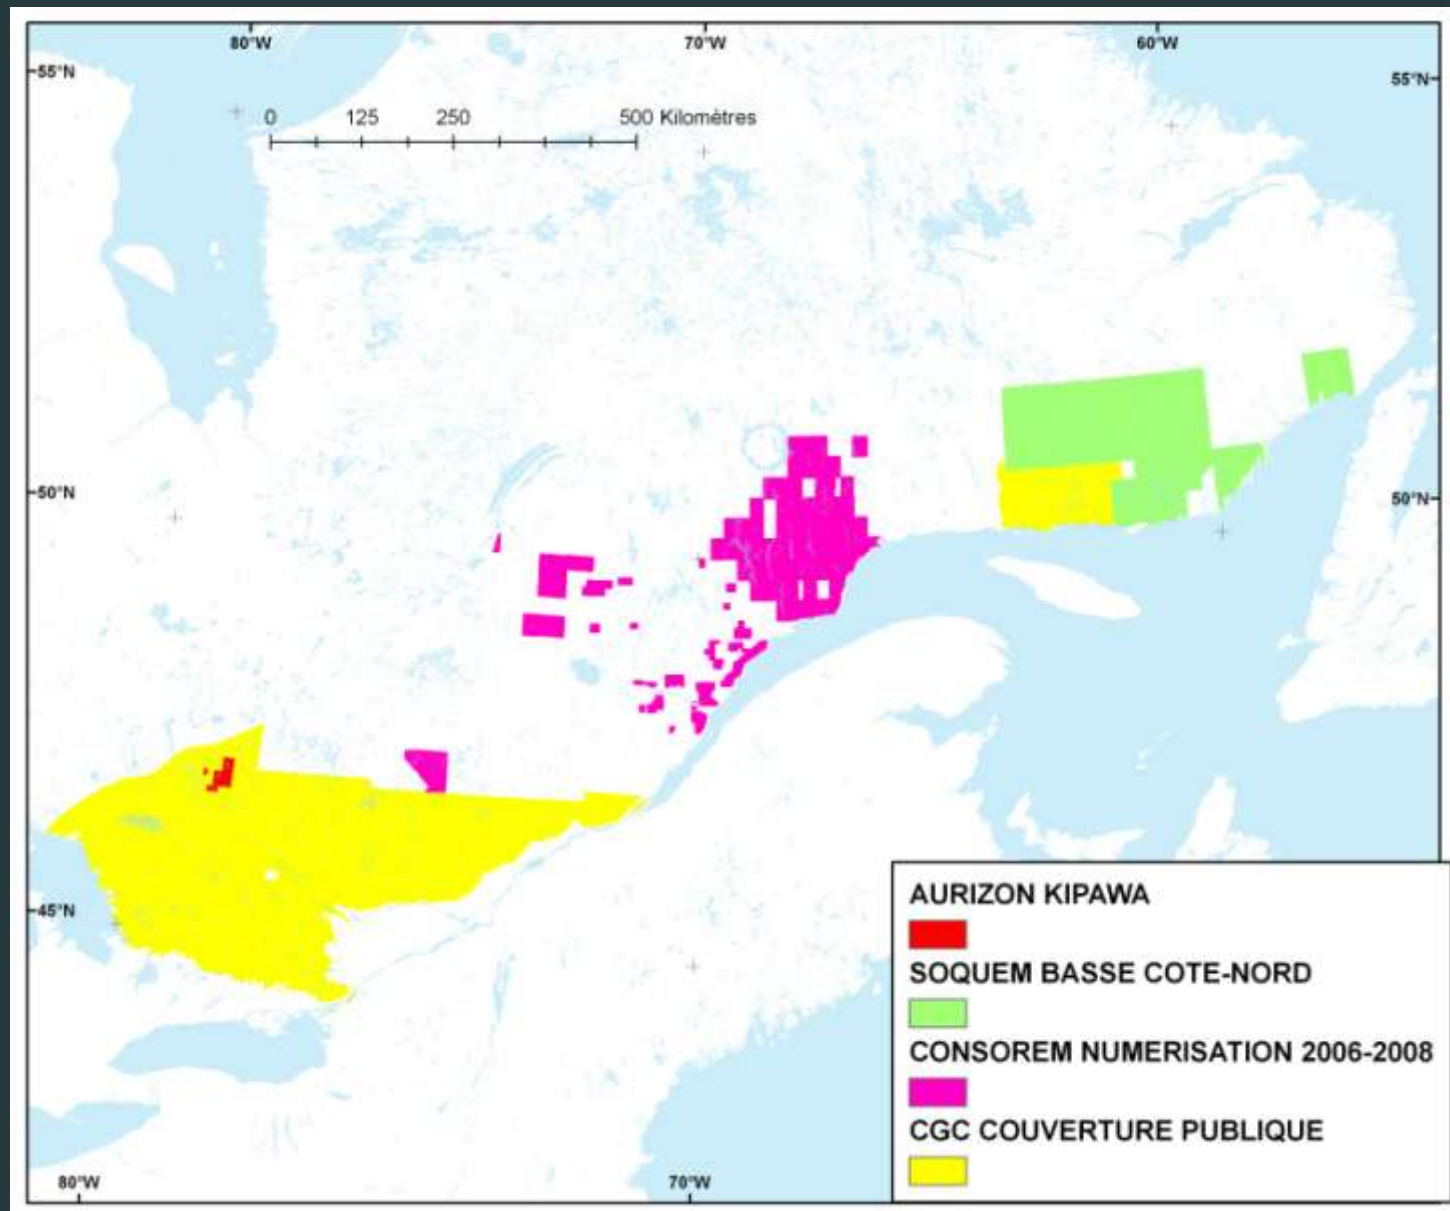 80°W 70°W 60°W
55°N 55°N
0 125 250 500 Kilomètres
50°N 50°N
45°N
AURIZON KIPAWA
SOQUEM BASSE COTE-NORD
CONSOREM NUMERISATION 2006-2008
CGC COUVERTURE PUBLIQUE
80°W 70°W